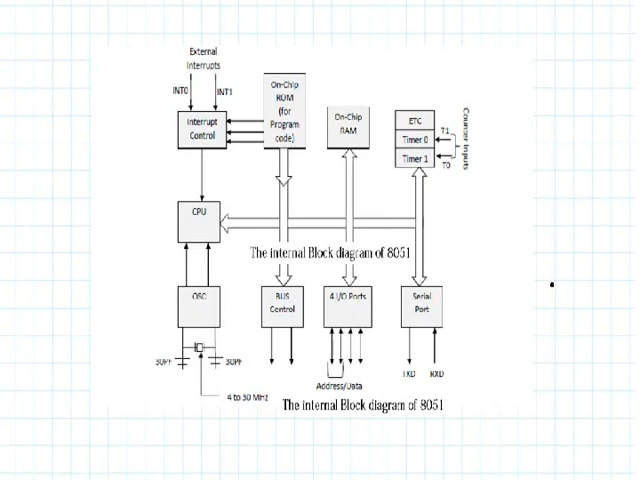 External
Interrupts
INT0
INT1
On-Chip
ROM
(for
Program
code)
Interrupt
Control
On-Chip
RAM
ETC
Timer 0
Timer 1
T1
T0
Counter Inputs
CPU
The internal Block diagram of 8051
OSC
BUS
Control
4 I/O Ports
Serial
Port
30PF
30PF
4 to 30 MHz
Address/Data
TXD
RXD
The internal Block diagram of 8051